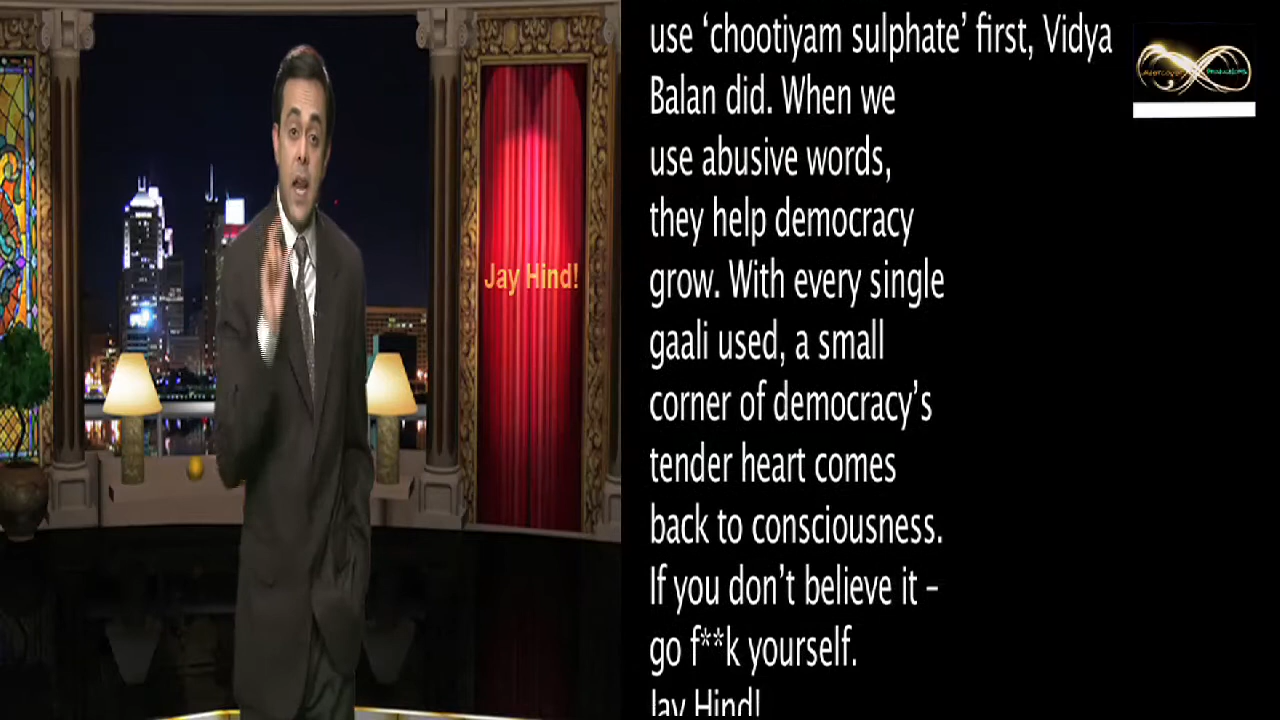 Jay Hind!
use ‘chootiyam sulphate’ first, Vidya
Balan did. When we
use abusive words,
they help democracy
grow. With every single
gaali used, a small
corner of democracy’s
tender heart comes
back to consciousness.
If you don’t believe it –
go f**k yourself.
Jay Hind!